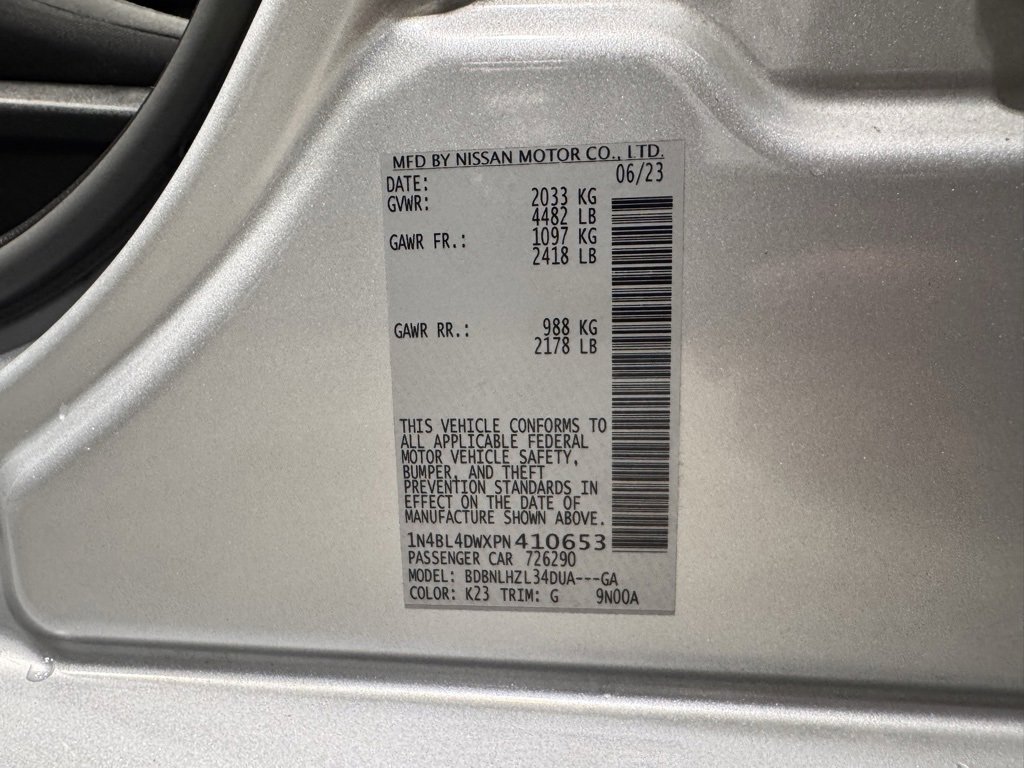 MFD BY NISSAN MOTOR CO., LTD.
DATE: 06/23
GVWR: 2033 KG
4482 LB
GAWR FR.: 1097 KG
2418 LB
GAWR RR.: 988 KG
2178 LB
THIS VEHICLE CONFORMS TO
ALL APPLICABLE FEDERAL
MOTOR VEHICLE SAFETY,
BUMPER, AND THEFT
PREVENTION STANDARDS IN
EFFECT ON THE DATE OF
MANUFACTURE SHOWN ABOVE.
1N4BL4DWXPN410653
PASSENGER CAR 726290
MODEL: BDBNLHZL34DUA---GA
COLOR: K23 TRIM: G 9N00A